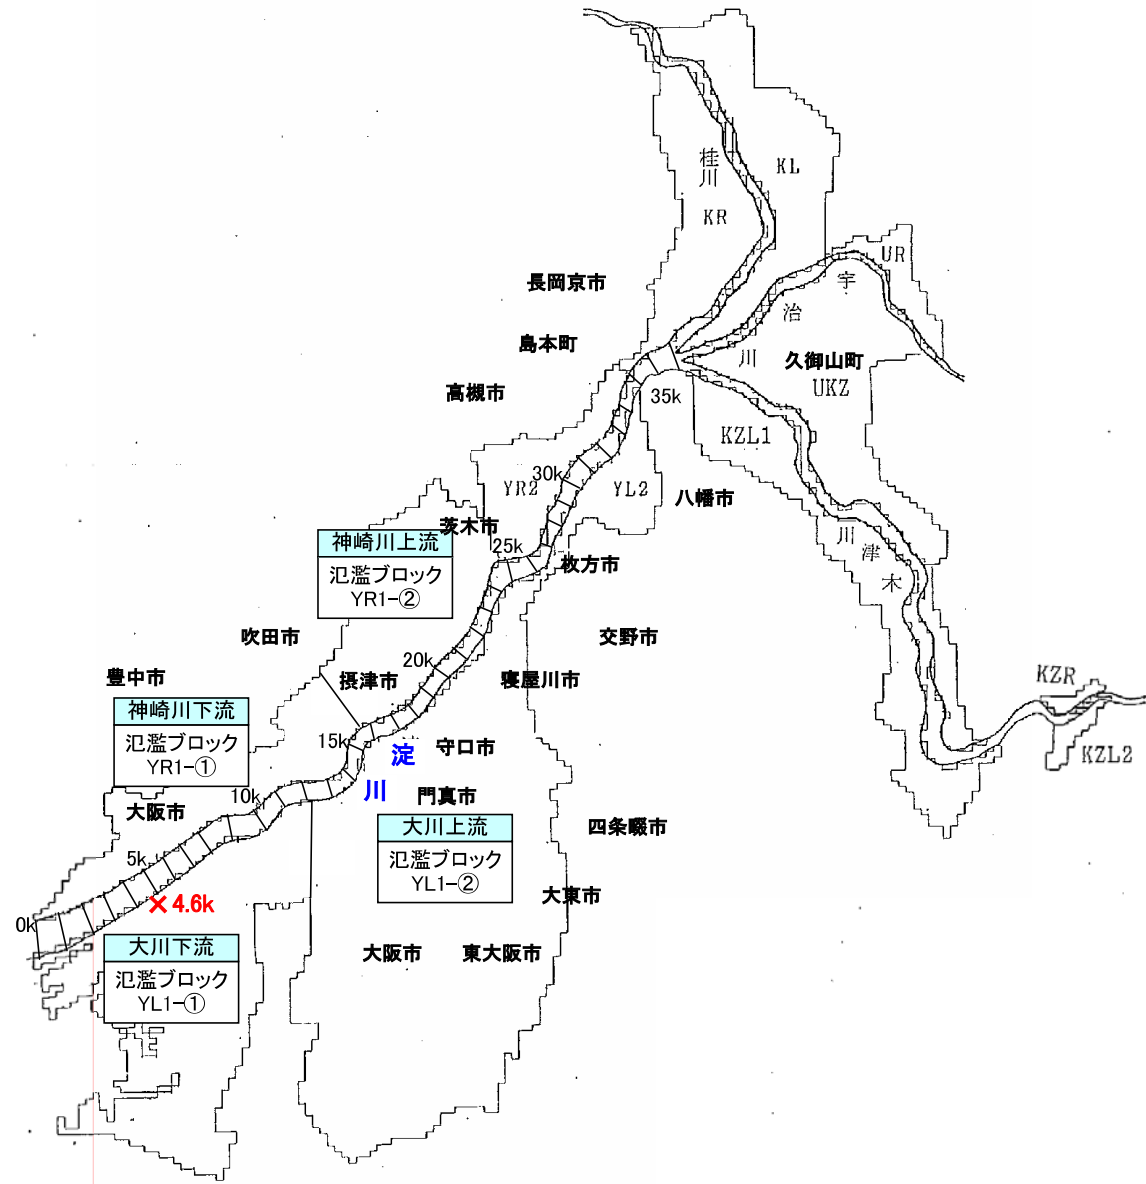 桂川
KL
KR
UR
長岡京市
宇治川
島本町
久御山町
UKZ
高槻市
35k
KZL1
30k
YR2
YL2
八幡市
茨木市
神崎川上流
氾濫ブロック
YR1-②
25k
枚方市
川津木
吹田市
交野市
20k
豊中市
摂津市
寝屋川市
KZR
神崎川下流
氾濫ブロック
YR1-①
15k
淀川
守口市
KZL2
10k
門真市
大阪市
大川上流
氾濫ブロック
YL1-②
四条畷市
5k
大東市
×4.6k
0k
大川下流
氾濫ブロック
YL1-①
大阪市
東大阪市